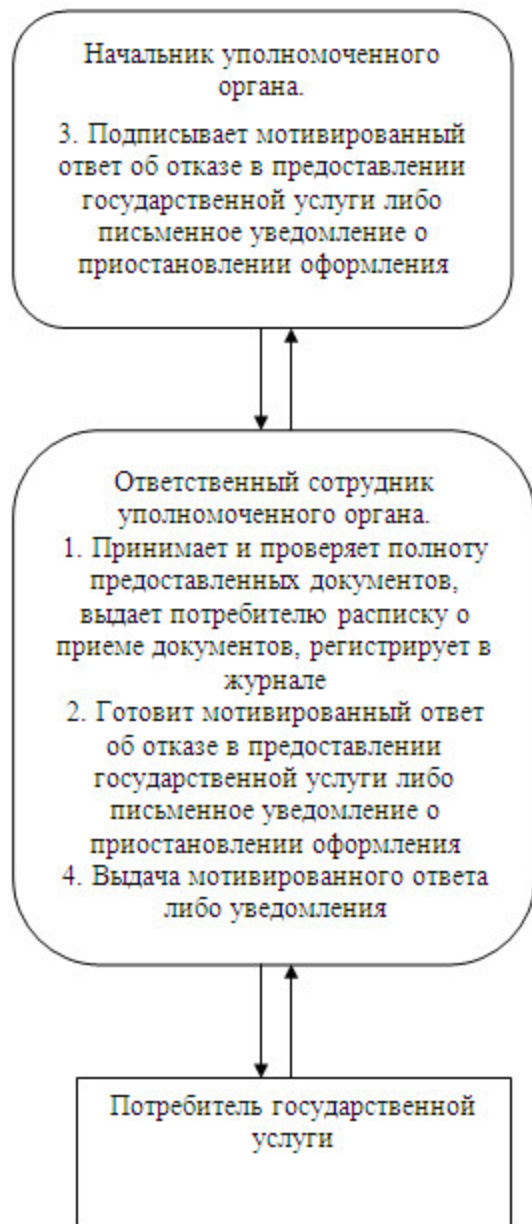 Начальник уполномоченного
органа.
3. Подписывает мотивированный
ответ об отказе в предоставлении
государственной услуги либо
письменное уведомление о
приостановлении оформления
Ответственный сотрудник
уполномоченного органа.
1. Принимает и проверяет полноту
предоставленных документов,
выдает потребителю расписку о
приеме документов, регистрирует в
журнале
2. Готовит мотивированный ответ
об отказе в предоставлении
государственной услуги либо
письменное уведомление о
приостановлении оформления
4. Выдача мотивированного ответа
либо уведомления
Потребитель государственной
услуги